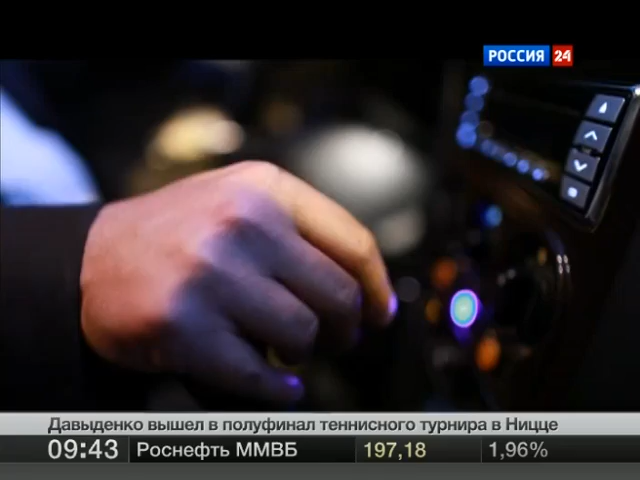 РОССИЯ 24
Давыденко вышел в полуфинал теннисного турнира в Ницце
09:43 Роснефть ММВБ 197,18 1,96%